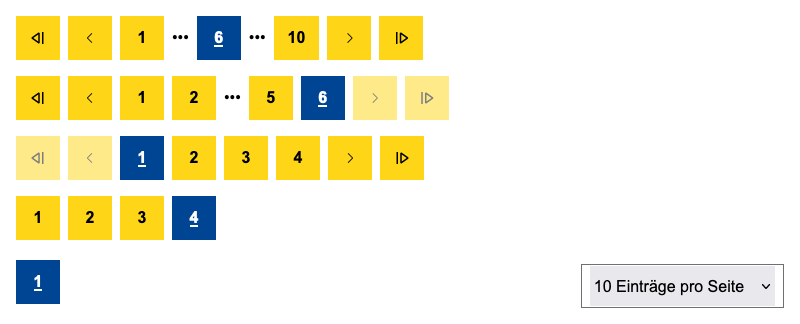 1 ••• 6 ••• 10
1 2 ••• 5 6
1 2 3 4
1 2 3 4
1 10 Einträge pro Seite